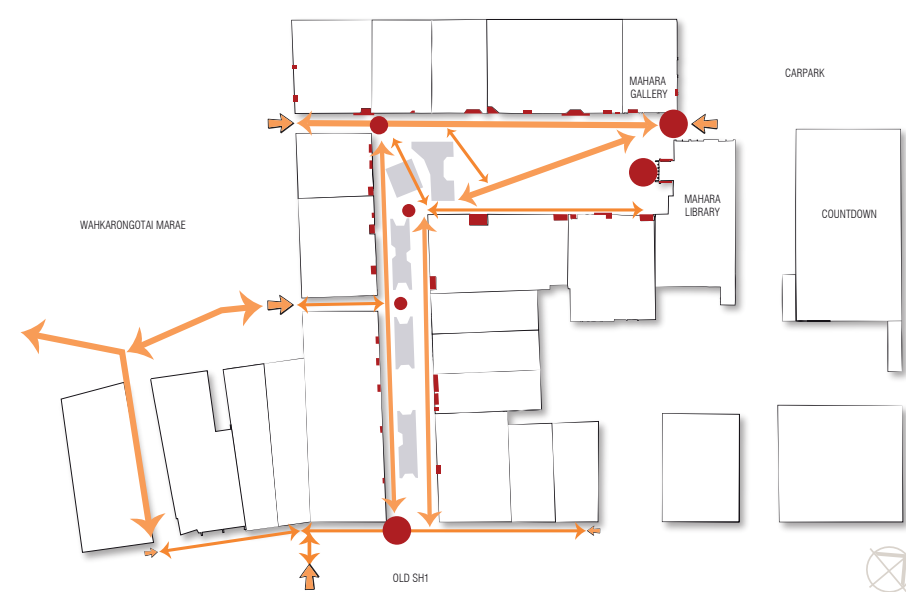 CARPARK
MAHARA
GALLERY
MAHARA
LIBRARY
COUNTDOWN
WAHKARONGOTAI MARAE
OLD SH1